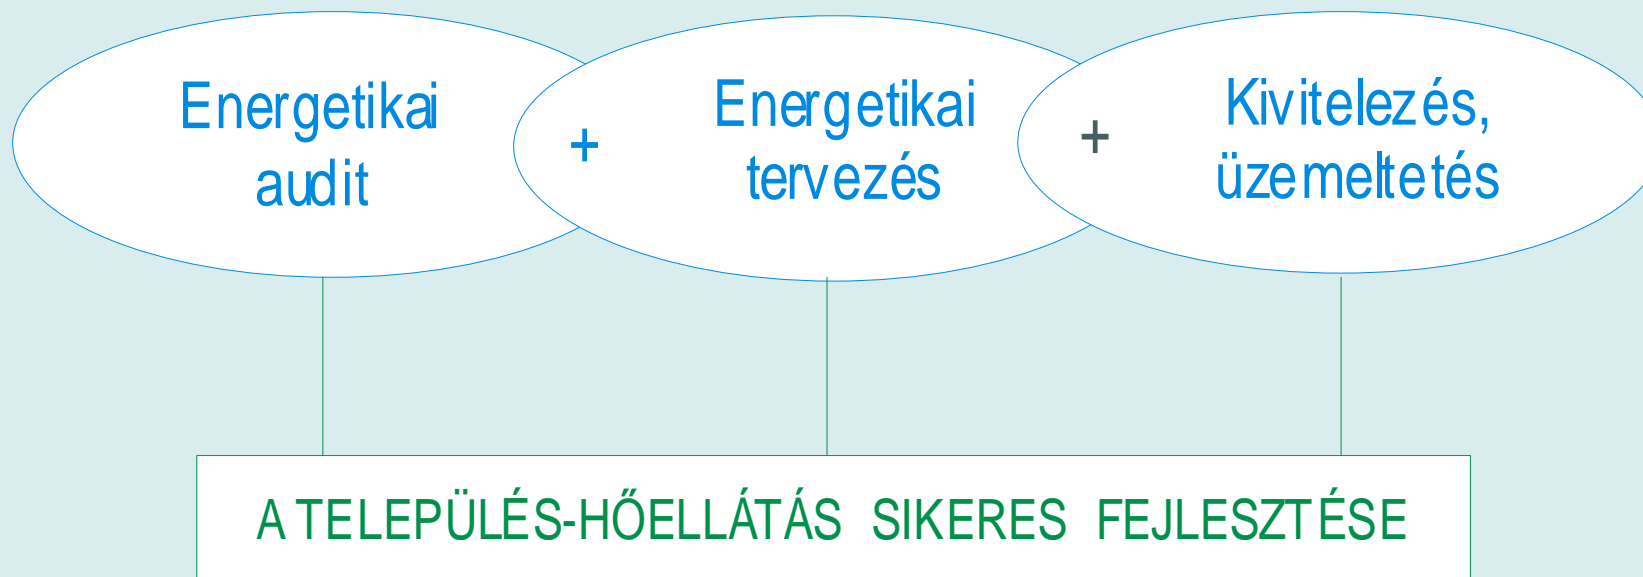 Energetikai
audit
+
Energetikai
tervezés
+
Kivitelezés,
üzemeltetés
A TELEPÜLÉS-HŐELLÁTÁS SIKERES FEJLESZTÉSE